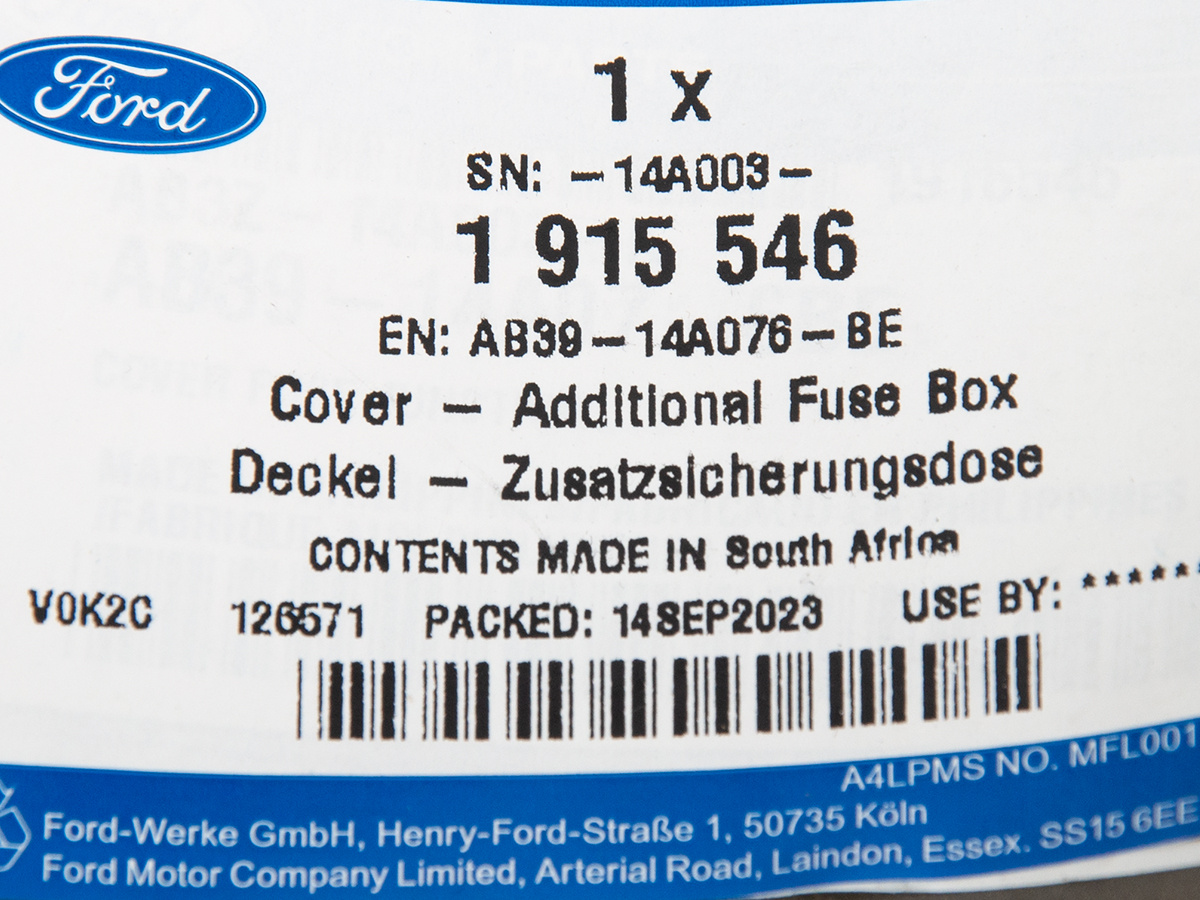 Ford
1 x
SN: -14A003-
1 915 546
EN: AB39-14A076-BE
Cover - Additional Fuse Box
Deckel - Zusatzsicherungsdose
CONTENTS MADE IN South Africa
V0K2C 126571 PACKED: 14SEP2023 USE BY: ******
A4LPMS NO. MFL001
Ford-Werke GmbH, Henry-Ford-Straße 1, 50735 Köln
Ford Motor Company Limited, Arterial Road, Laindon, Essex. SS15 6EE